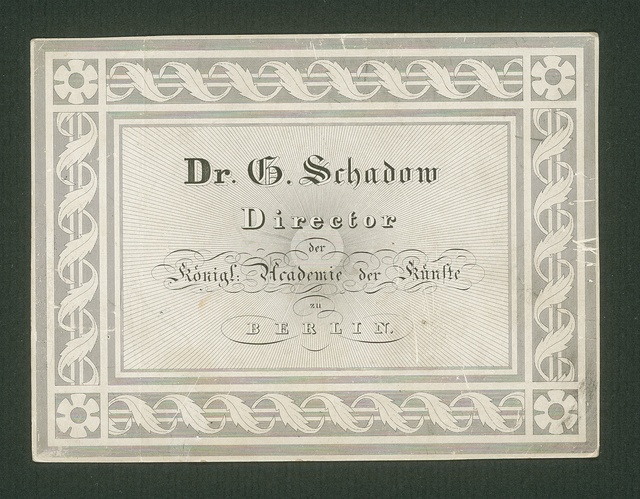 Dr. G. Schadow
Director
der
Königl: Academie der Künste
zu
BERLIN.